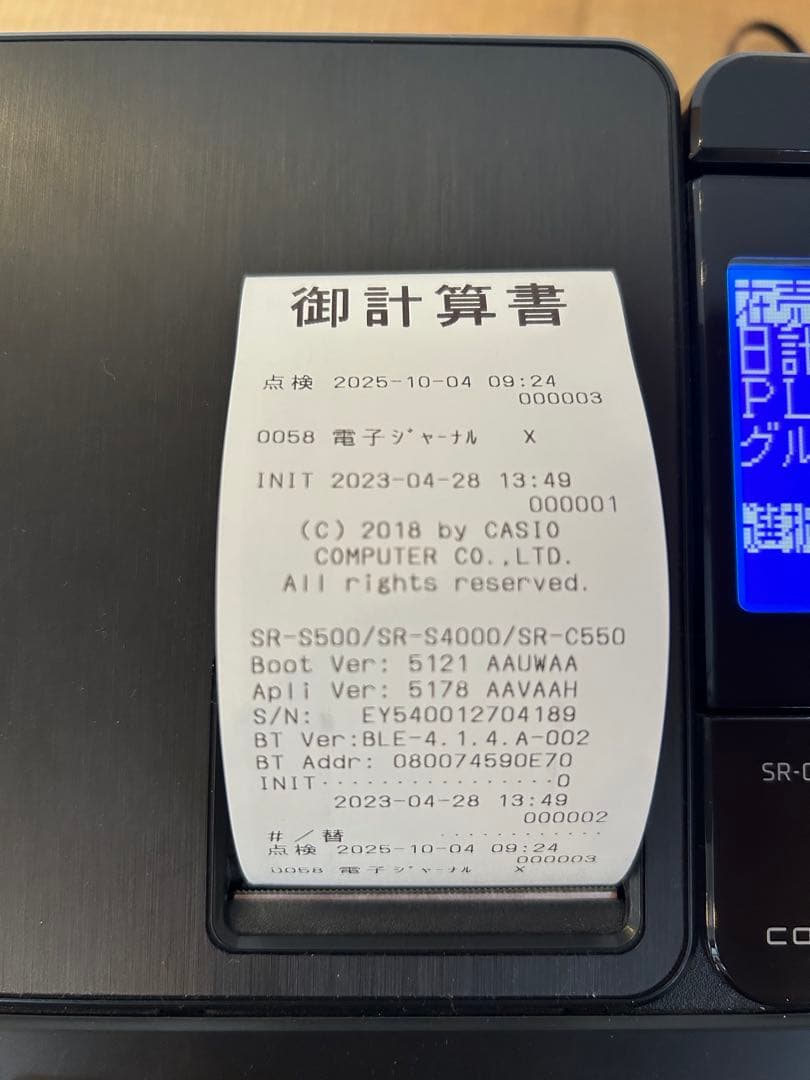 御計算書
点検 2025-10-04 09:24
000003
0058 電子ジャーナル X
INIT 2023-04-28 13:49
000001
(C) 2018 by CASIO
COMPUTER CO.,LTD.
All rights reserved.
SR-S500/SR-S4000/SR-C550
Boot Ver: 5121 AAUWAA
Apli Ver: 5178 AAVAAH
S/N: EY540012704189
BT Ver:BLE-4.1.4.A-002
BT Addr: 080074590E70
INIT·················0
2023-04-28 13:49
000002
#/替 ············
点検 2025-10-04 09:24
000003
0058 電子ジャーナル X
日計
PL
グル
SR-
CA